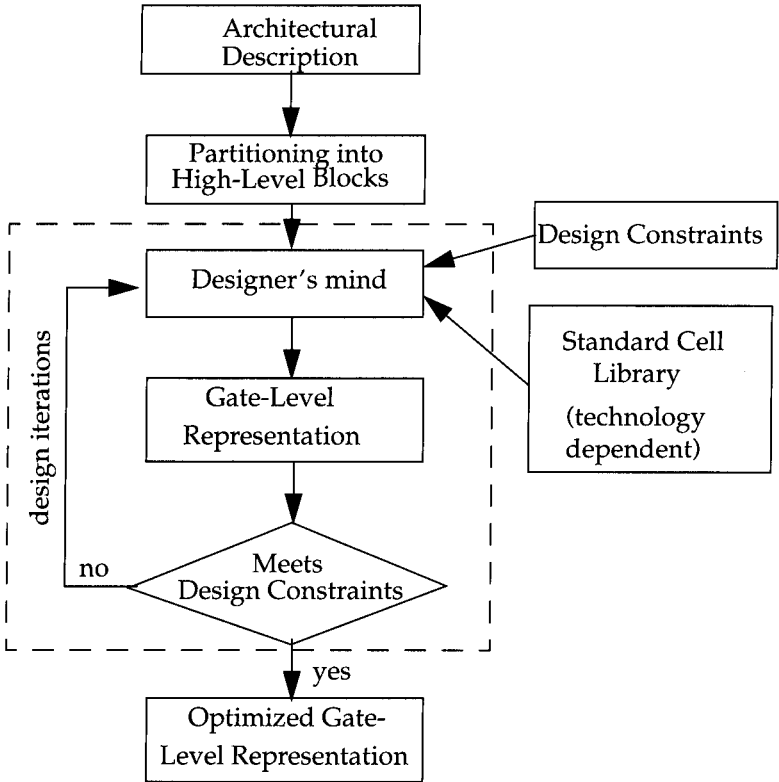 Architectural
Description
Partitioning into
High-Level Blocks
Design Constraints
Designer's mind
Standard Cell
Library
(technology
dependent)
Gate-Level
Representation
design iterations
Meets
Design Constraints
no
yes
Optimized Gate-
Level Representation